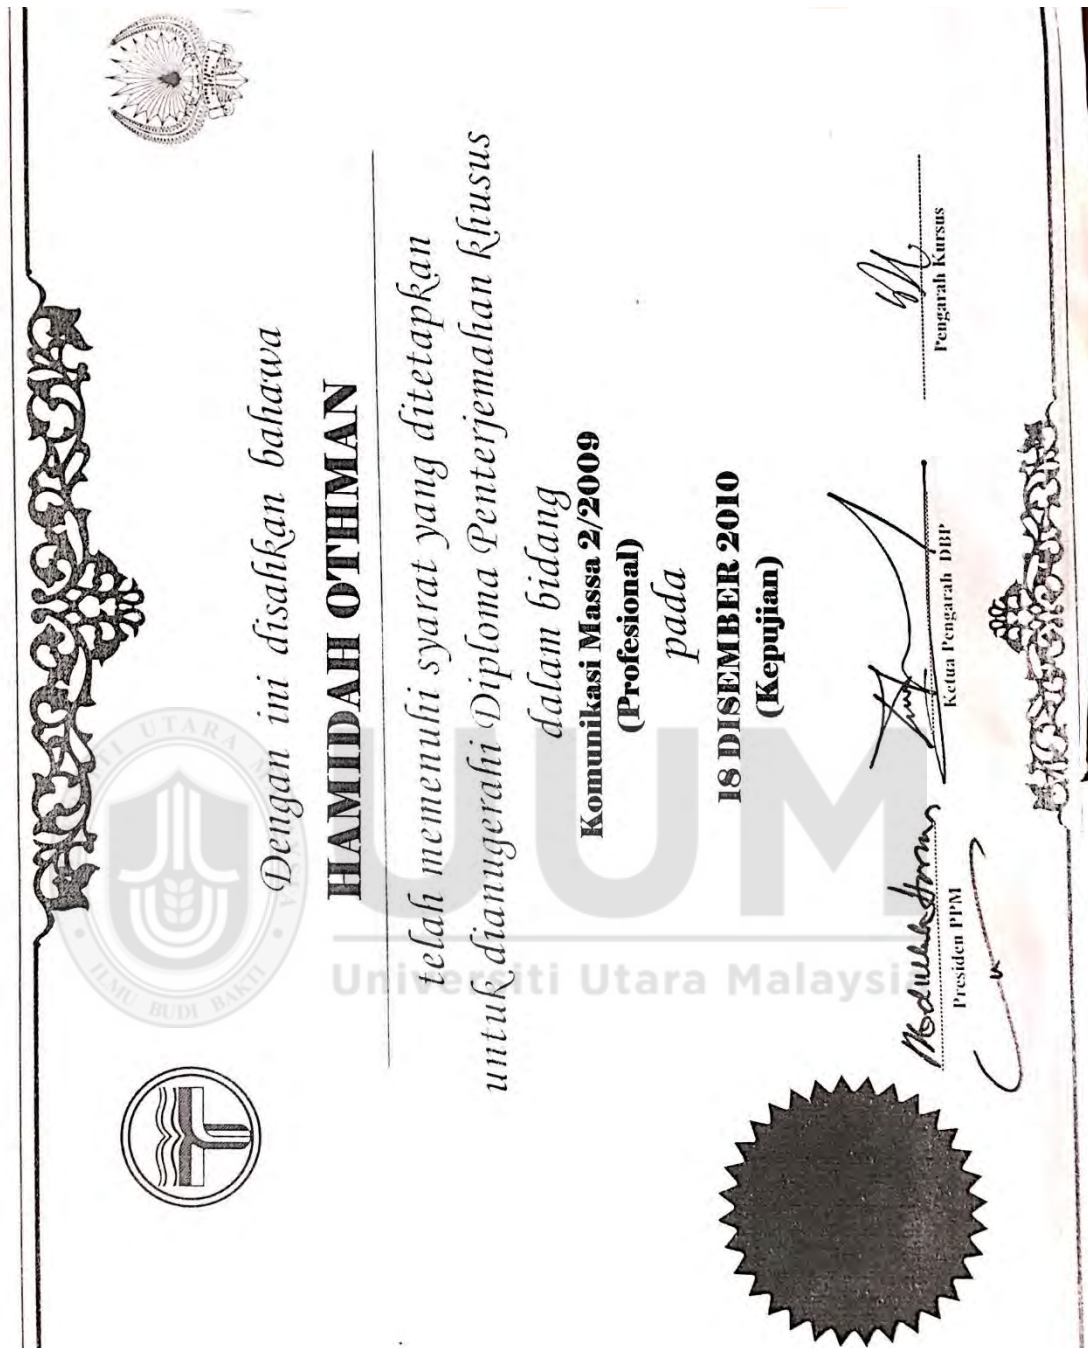 Dengan ini disahkan bahawa
HAMIDAH OTHMAN
telah memenuhi syarat yang ditetapkan
untuk dianugerahi Diploma Penterjemahan Khusus
dalam bidang
Komunikasi Massa 2/2009
(Profesional)
pada
18 DISEMBER 2010
(Kepujian)
Presiden PPM
Ketua Pengarah DBP
Pengarah Kursus
UUM
Universiti Utara Malaysia
UNIVERSITI UTARA MALAYSIA
ILMU BUDI BAKTI